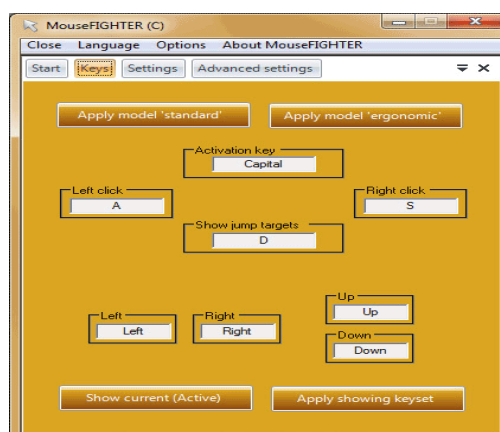 MouseFIGHTER (C)
Close Language Options About MouseFIGHTER
Start Keys Settings Advanced settings
Apply model 'standard' Apply model 'ergonomic'
Activation key
Capital
Left click Right click
A S
Show jump targets
D
Up
Up
Left Right
Left Right
Down
Down
Show current (Active) Apply showing keyset